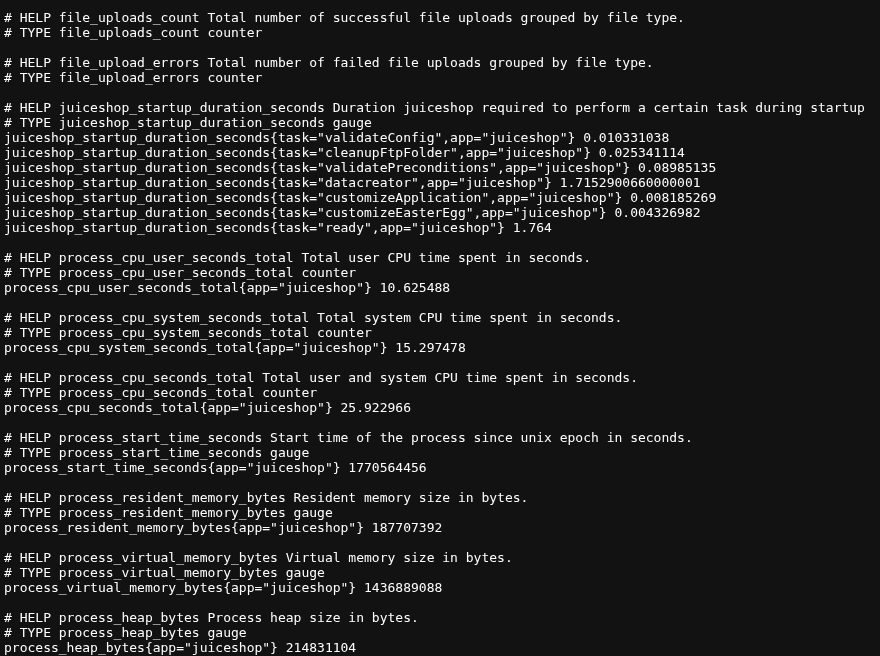 # HELP file_uploads_count Total number of successful file uploads grouped by file type.
# TYPE file_uploads_count counter
# HELP file_upload_errors Total number of failed file uploads grouped by file type.
# TYPE file_upload_errors counter
# HELP juiceshop_startup_duration_seconds Duration juiceshop required to perform a certain task during startup
# TYPE juiceshop_startup_duration_seconds gauge
juiceshop_startup_duration_seconds{task="validateConfig",app="juiceshop"} 0.010331038
juiceshop_startup_duration_seconds{task="cleanupFtpFolder",app="juiceshop"} 0.025341114
juiceshop_startup_duration_seconds{task="validatePreconditions",app="juiceshop"} 0.08985135
juiceshop_startup_duration_seconds{task="datacreator",app="juiceshop"} 1.7152900660000001
juiceshop_startup_duration_seconds{task="customizeApplication",app="juiceshop"} 0.008185269
juiceshop_startup_duration_seconds{task="customizeEasterEgg",app="juiceshop"} 0.004326982
juiceshop_startup_duration_seconds{task="ready",app="juiceshop"} 1.764
# HELP process_cpu_user_seconds_total Total user CPU time spent in seconds.
# TYPE process_cpu_user_seconds_total counter
process_cpu_user_seconds_total{app="juiceshop"} 10.625488
# HELP process_cpu_system_seconds_total Total system CPU time spent in seconds.
# TYPE process_cpu_system_seconds_total counter
process_cpu_system_seconds_total{app="juiceshop"} 15.297478
# HELP process_cpu_seconds_total Total user and system CPU time spent in seconds.
# TYPE process_cpu_seconds_total counter
process_cpu_seconds_total{app="juiceshop"} 25.922966
# HELP process_start_time_seconds Start time of the process since unix epoch in seconds.
# TYPE process_start_time_seconds gauge
process_start_time_seconds{app="juiceshop"} 1770564456
# HELP process_resident_memory_bytes Resident memory size in bytes.
# TYPE process_resident_memory_bytes gauge
process_resident_memory_bytes{app="juiceshop"} 187707392
# HELP process_virtual_memory_bytes Virtual memory size in bytes.
# TYPE process_virtual_memory_bytes gauge
process_virtual_memory_bytes{app="juiceshop"} 1436889088
# HELP process_heap_bytes Process heap size in bytes.
# TYPE process_heap_bytes gauge
process_heap_bytes{app="juiceshop"} 214831104